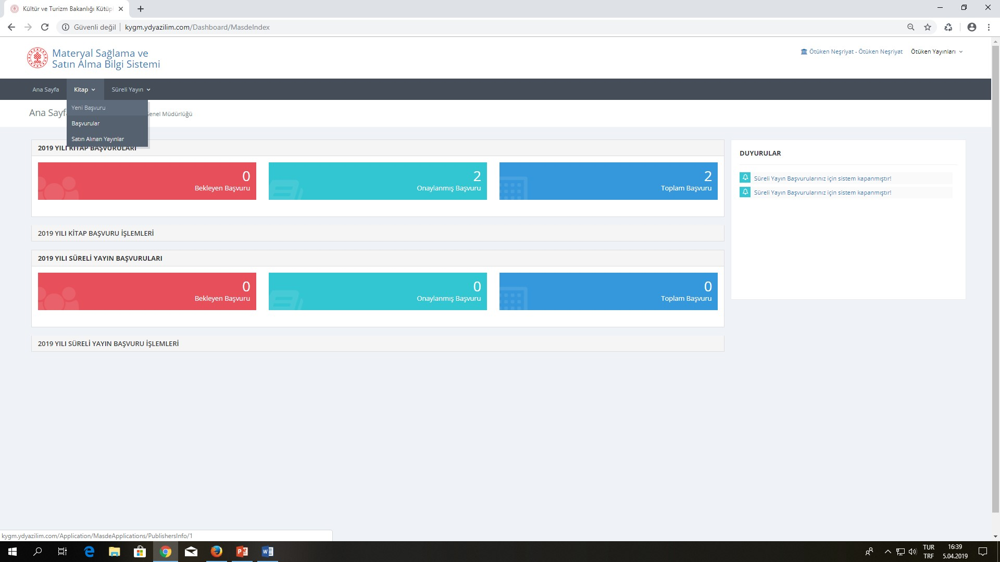 Kültür ve Turizm Bakanlığı Kütüp
Güvenli değil
kygm.ydyazilim.com/Dashboard/MasdeIndex
Materyal Sağlama ve
Satın Alma Bilgi Sistemi
Ötüken Neşriyat - Ötüken Neşriyat
Ötüken Yayınları
Ana Sayfa
Kitap
Süreli Yayın
Yeni Başvuru
Başvurular
Satın Alınan Yayınlar
Ana Sayf
Genel Müdürlüğü
2019 YILI KİTAP BAŞVURULARI
0
Bekleyen Başvuru
2
Onaylanmış Başvuru
2
Toplam Başvuru
2019 YILI KİTAP BAŞVURU İŞLEMLERİ
2019 YILI SÜRELİ YAYIN BAŞVURULARI
0
Bekleyen Başvuru
0
Onaylanmış Başvuru
0
Toplam Başvuru
2019 YILI SÜRELİ YAYIN BAŞVURU İŞLEMLERİ
DUYURULAR
Süreli Yayın Başvurularınız için sistem kapanmıştır!
Süreli Yayın Başvurularınız için sistem kapanmıştır!
kygm.ydyazilim.com/Application/MasdeApplications/PublishersInfo/1
TUR
TRF
16:39
5.04.2019